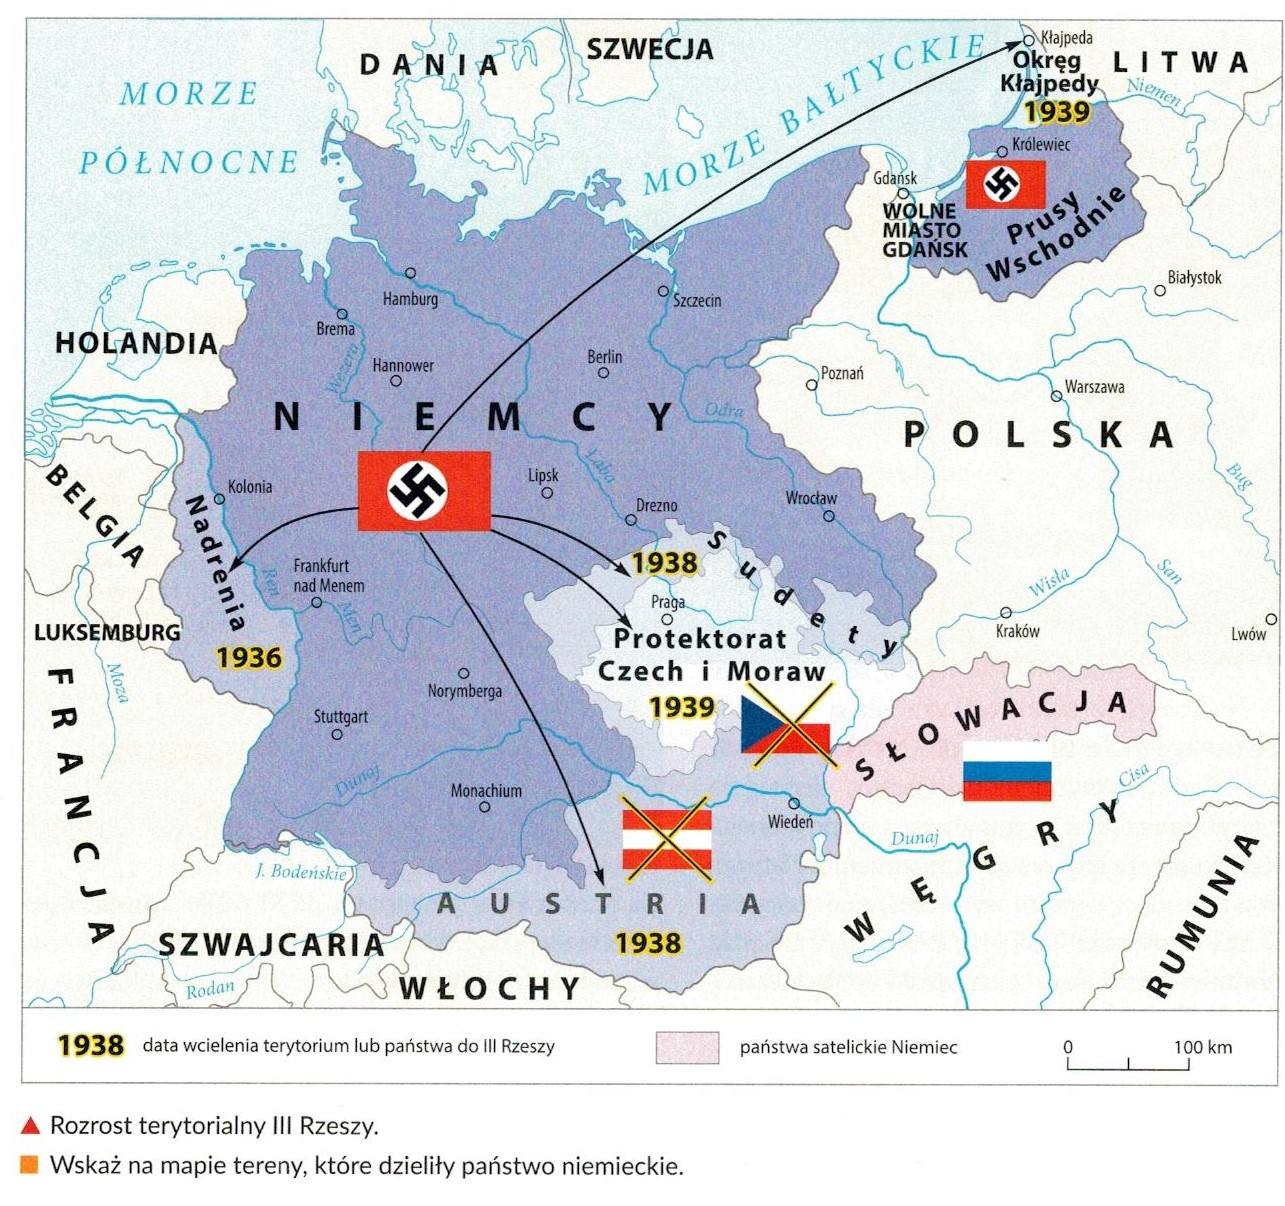 DANIA
SZWECJA
MORZE
PÓŁNOCNE
MORZE BAŁTYCKIE
Kłajpeda
Okręg
Kłajpedy
1939
LITWA
Niemen
Królewiec
Prusy
Wschodnie
Gdańsk
WOLNE
MIASTO
GDAŃSK
Białystok
Hamburg
Szczecin
Brema
HOLANDIA
Wezera
Hannower
Berlin
Poznań
Warszawa
NIEMCY
Odra
POLSKA
BELGIA
Kolonia
Lipsk
Łaba
Wrocław
Bug
Drezno
Nadrenia
1936
Sudety
1938
Frankfurt
nad Menem
Ren
Men
Praga
Protektorat
Czech i Moraw
1939
Wisła
San
Kraków
Lwów
LUKSEMBURG
FRANCJA
Moza
Norymberga
Stuttgart
SŁOWACJA
Dunaj
Monachium
Wiedeń
Cisa
Dunaj
WĘGRY
J. Bodeńskie
AUSTRIA
1938
RUMUNIA
SZWAJCARIA
Rodan
WŁOCHY
1938 data wcielenia terytorium lub państwa do III Rzeszy
państwa satelickie Niemiec
0 100 km
Rozrost terytorialny III Rzeszy.
Wskaż na mapie tereny, które dzieliły państwo niemieckie.